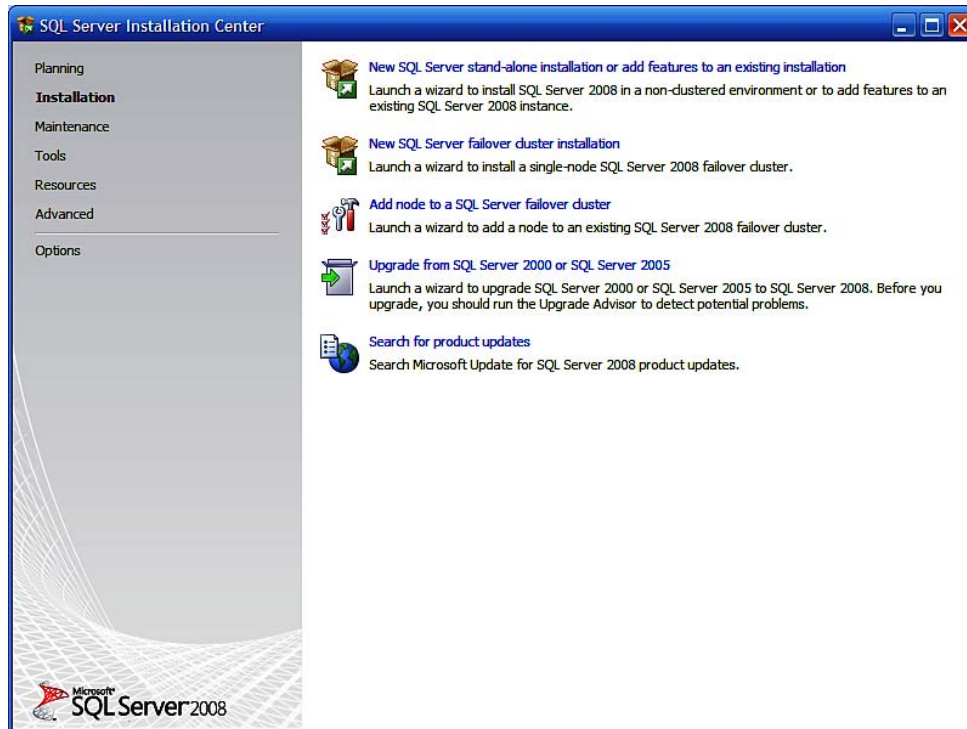 SQL Server Installation Center
Planning
Installation
Maintenance
Tools
Resources
Advanced
Options
New SQL Server stand-alone installation or add features to an existing installation
Launch a wizard to install SQL Server 2008 in a non-clustered environment or to add features to an
existing SQL Server 2008 instance.
New SQL Server failover cluster installation
Launch a wizard to install a single-node SQL Server 2008 failover cluster.
Add node to a SQL Server failover cluster
Launch a wizard to add a node to an existing SQL Server 2008 failover cluster.
Upgrade from SQL Server 2000 or SQL Server 2005
Launch a wizard to upgrade SQL Server 2000 or SQL Server 2005 to SQL Server 2008. Before you
upgrade, you should run the Upgrade Advisor to detect potential problems.
Search for product updates
Search Microsoft Update for SQL Server 2008 product updates.
Microsoft
SQL Server 2008